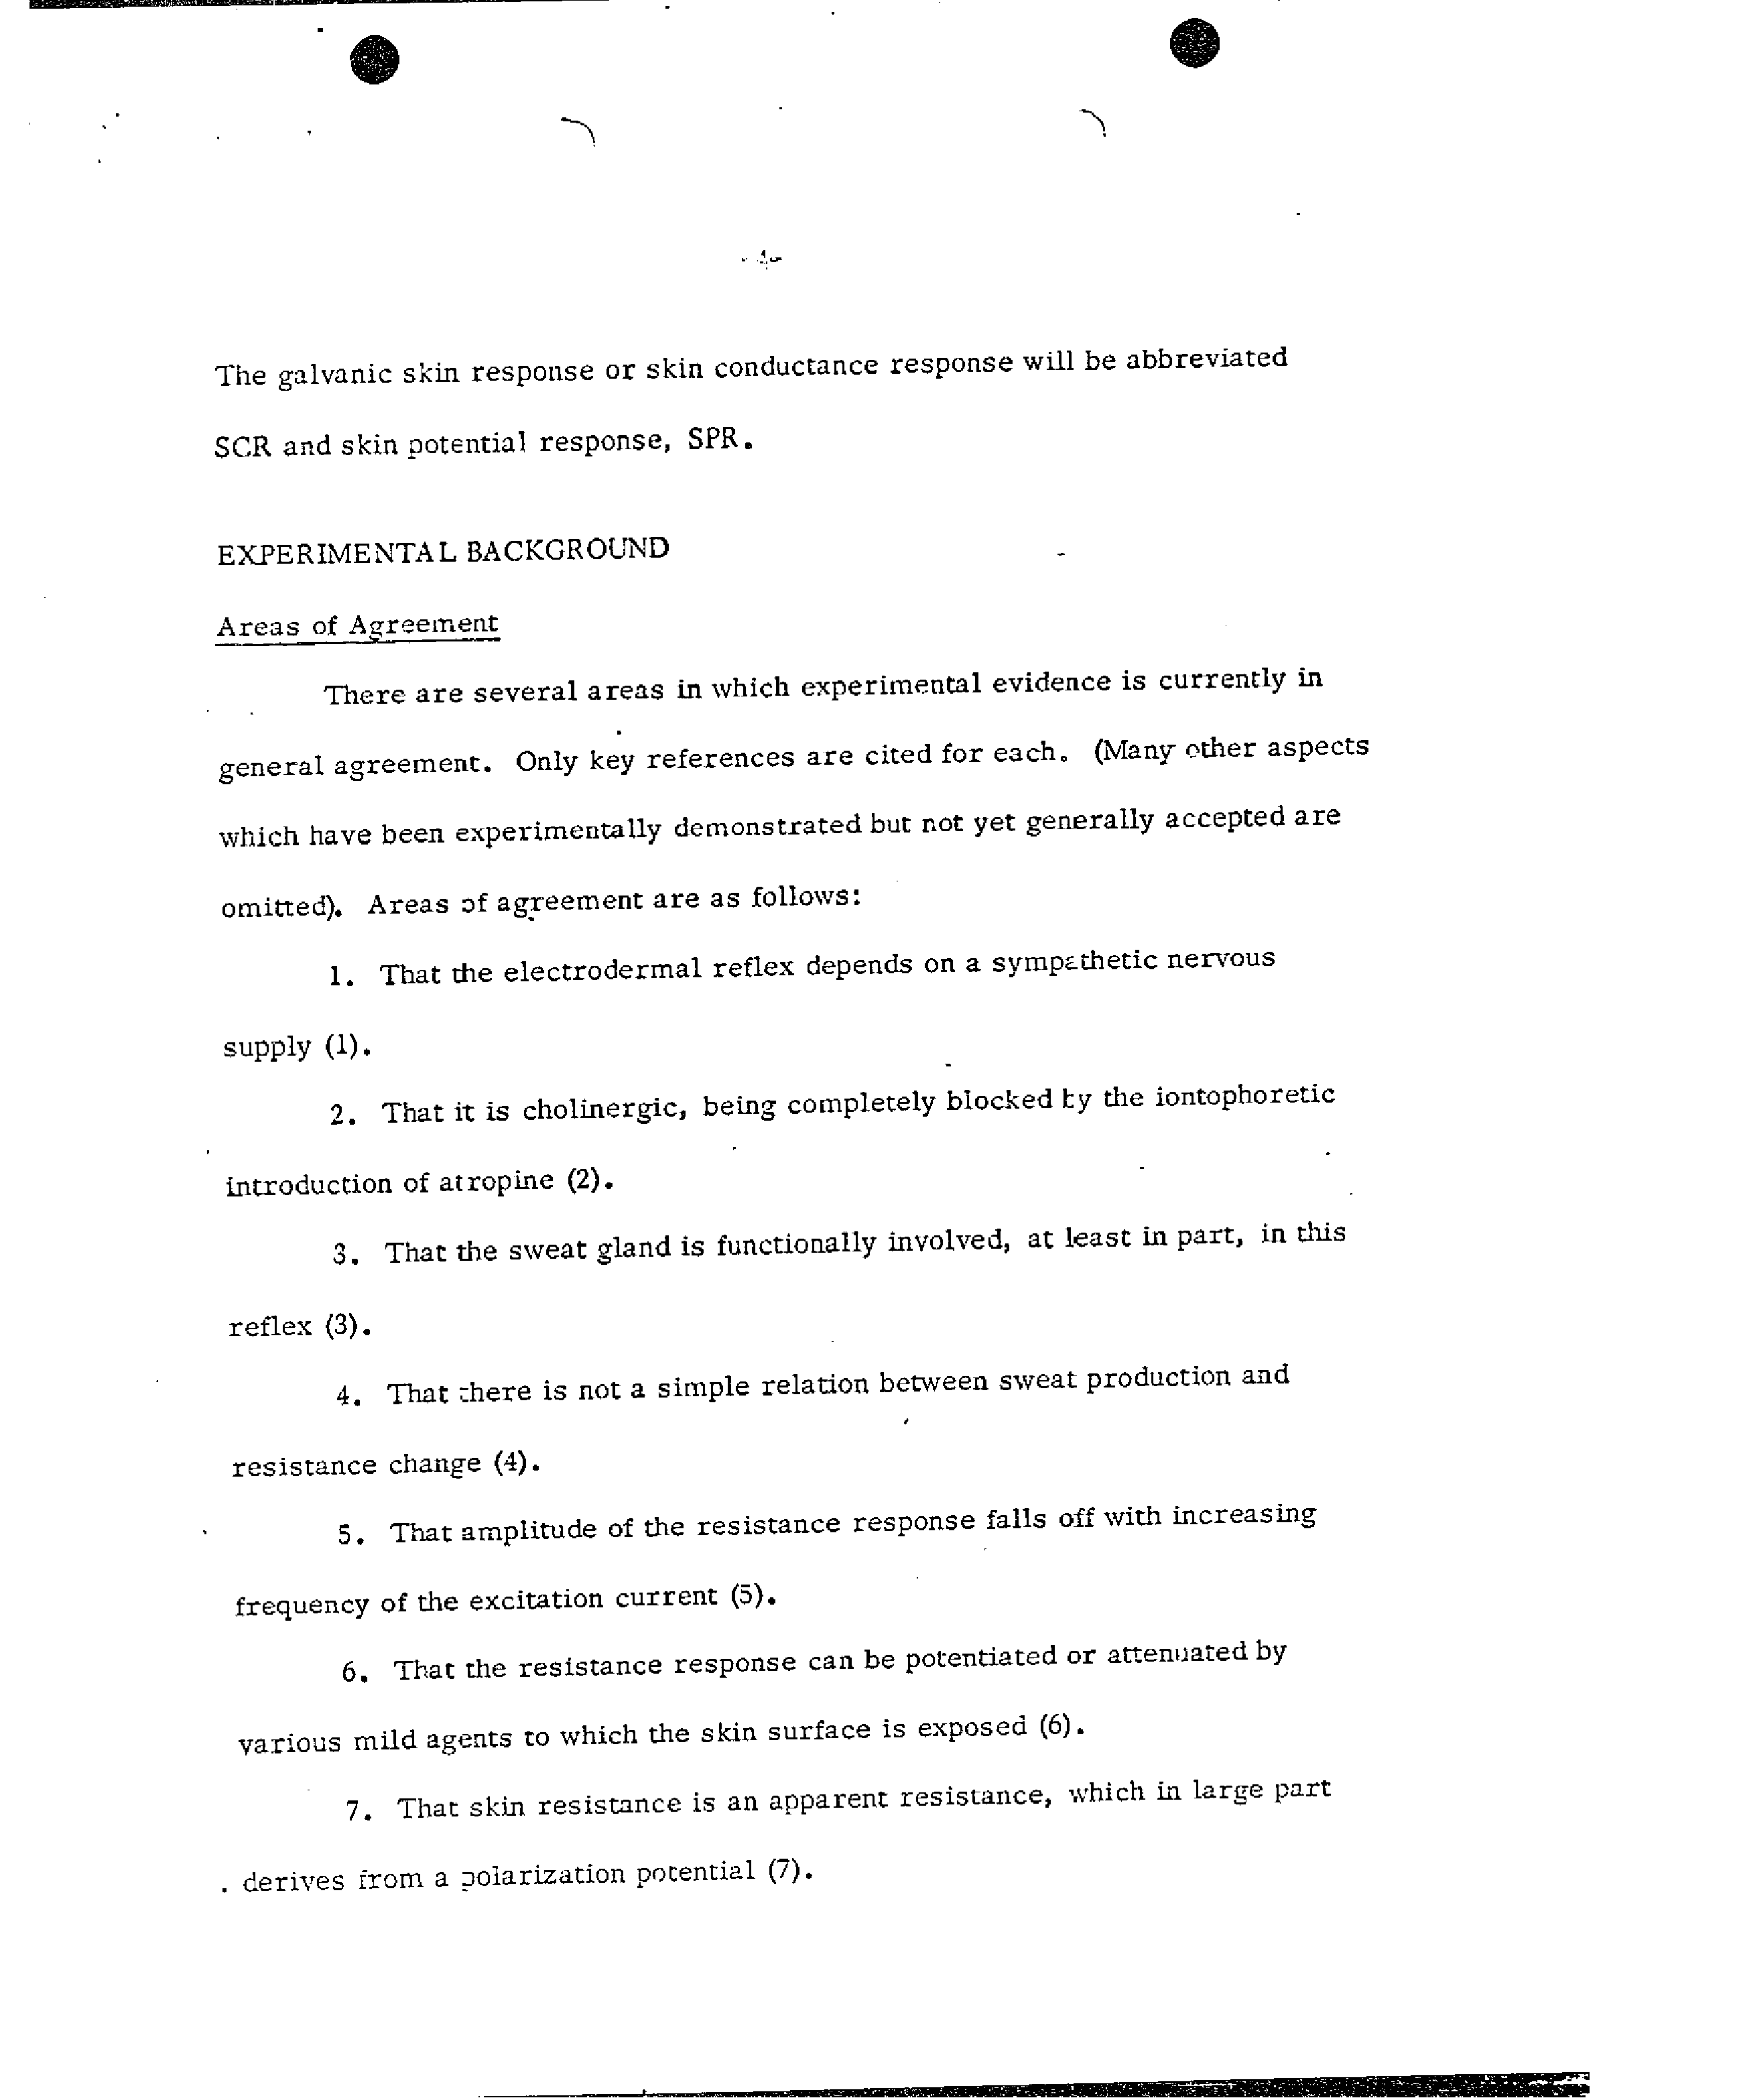 The galvanic skin response or skin conductance response will be abbreviated
SCR and skin potential response, SPR.
EXPERIMENTAL BACKGROUND
Areas of Agreement
There are several areas in which experimental evidence is currently in
general agreement. Only key references are cited for each. (Many other aspects
which have been experimentally demonstrated but not yet generally accepted are
omitted). Areas of agreement are as follows:
1. That the electrodermal reflex depends on a sympathetic nervous
supply (1).
2. That it is cholinergic, being completely blocked by the iontophoretic
introduction of atropine (2).
3. That the sweat gland is functionally involved, at least in part, in this
reflex (3).
4. That there is not a simple relation between sweat production and
resistance change (4).
5. That amplitude of the resistance response falls off with increasing
frequency of the excitation current (5).
6. That the resistance response can be potentiated or attenuated by
various mild agents to which the skin surface is exposed (6).
7. That skin resistance is an apparent resistance, which in large part
derives from a polarization potential (7).